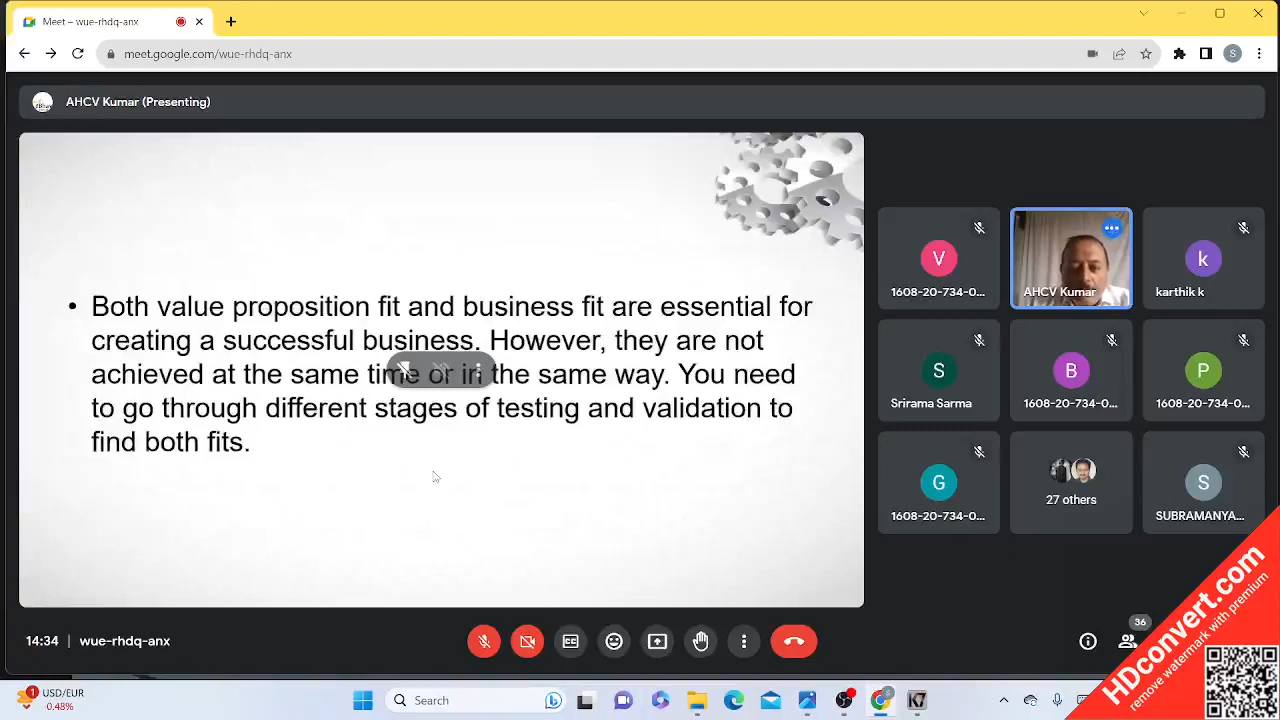 Meet – wue-rhdq-anx
meet.google.com/wue-rhdq-anx
S
AHCV Kumar (Presenting)
• Both value proposition fit and business fit are essential for
creating a successful business. However, they are not
achieved at the same time or in the same way. You need
to go through different stages of testing and validation to
find both fits.
V
1608-20-734-0...
AHCV Kumar
k
karthik k
S
Srirama Sarma
B
1608-20-734-0...
P
1608-20-734-0...
G
1608-20-734-0...
27 others
S
SUBRAMANYA...
14:34 | wue-rhdq-anx
36
1
USD/EUR
-0.48%
Search
HDconvert.com
remove watermark with premium